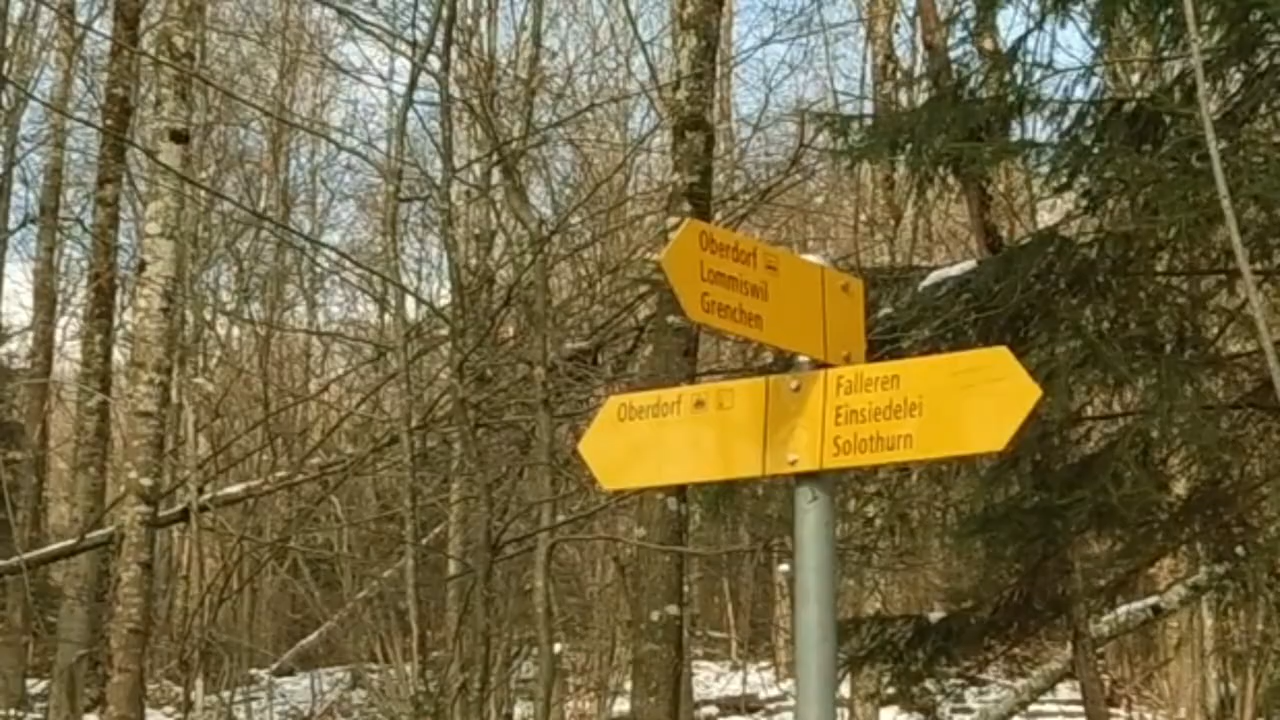 Oberdorf
Lommiswil
Grenchen
Oberdorf
Falleren
Einsiedelei
Solothurn